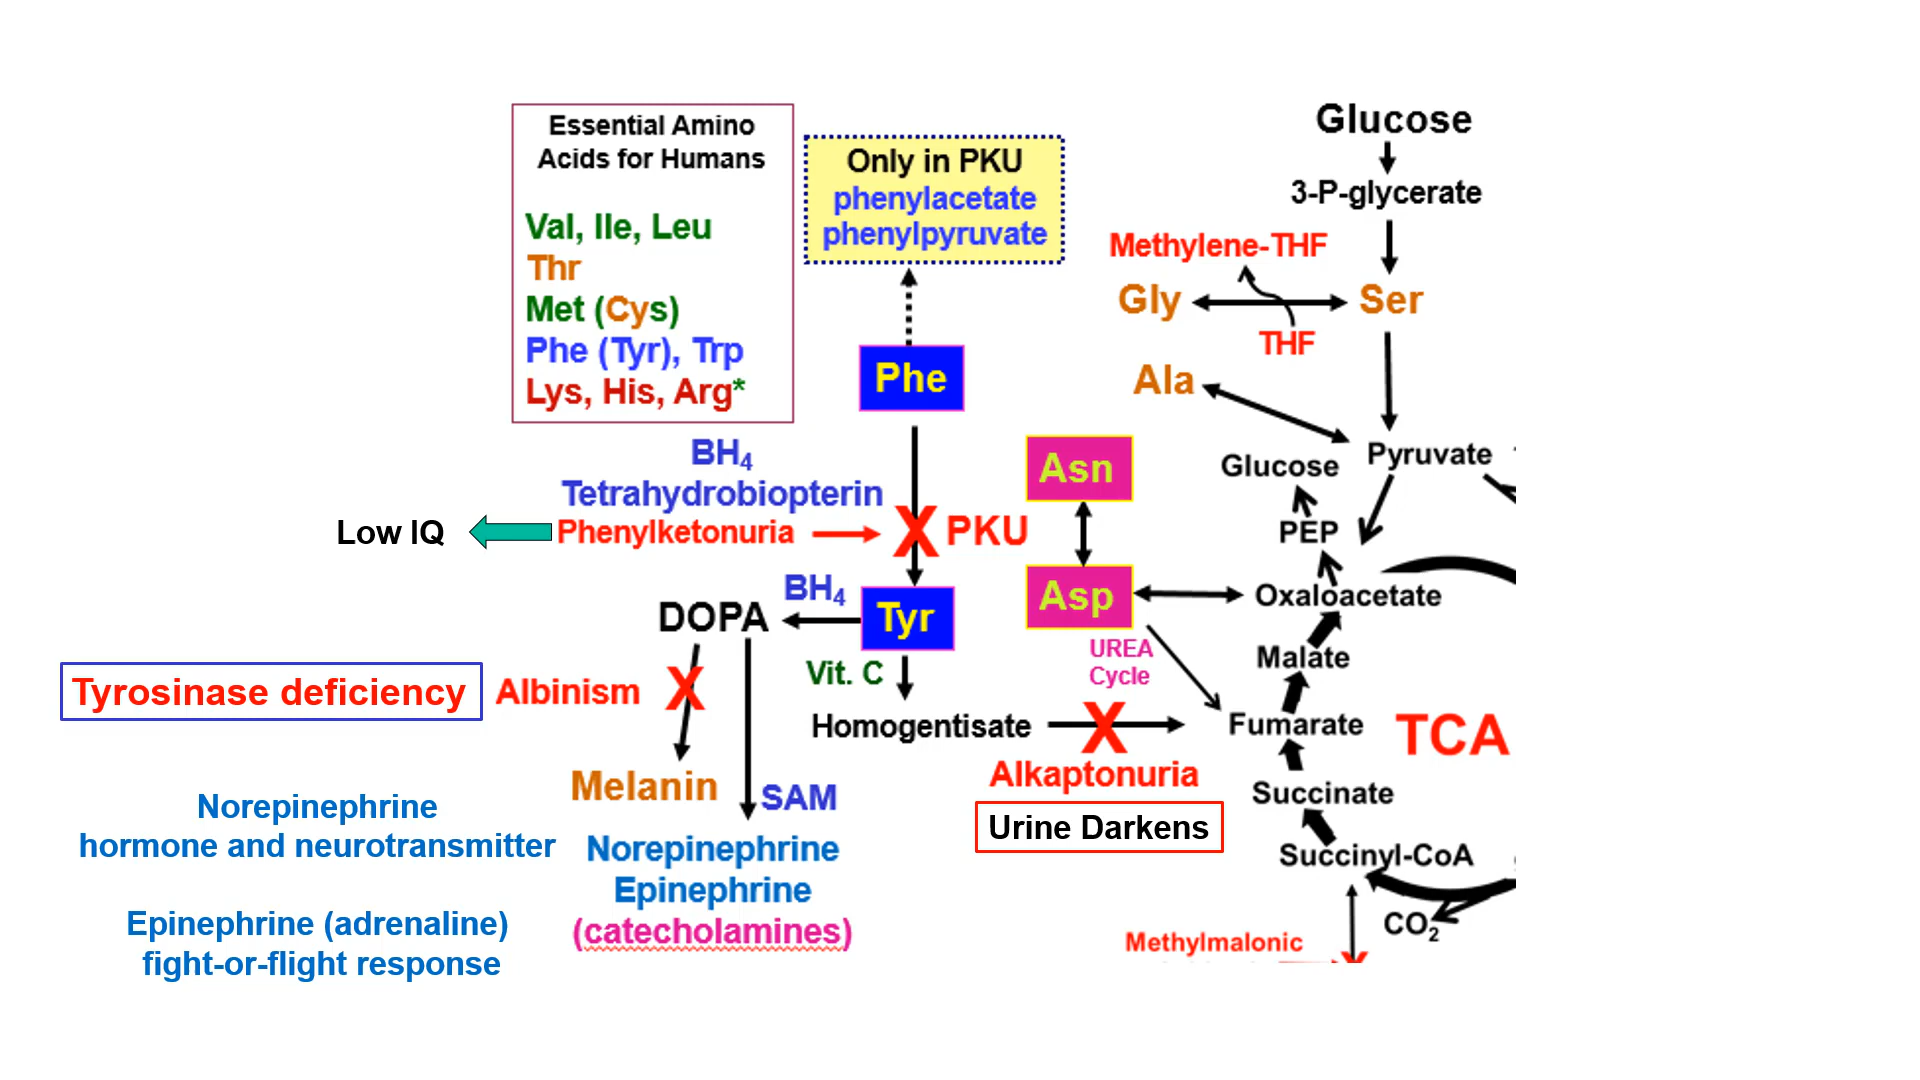 Essential Amino
Acids for Humans
Val, Ile, Leu
Thr
Met (Cys)
Phe (Tyr), Trp
Lys, His, Arg*
Only in PKU
phenylacetate
phenylpyruvate
Phe
BH4
Tetrahydrobiopterin
Low IQ
Phenylketonuria
X PKU
BH4
DOPA
Tyr
Vit. C
Tyrosinase deficiency
Albinism
X
Homogentisate
X
Alkaptonuria
Urine Darkens
Melanin
SAM
Norepinephrine
hormone and neurotransmitter
Epinephrine (adrenaline)
fight-or-flight response
Norepinephrine
Epinephrine
(catecholamines)
Glucose
3-P-glycerate
Methylene-THF
Gly
Ser
THF
Ala
Pyruvate
Glucose
PEP
Asn
Asp
Oxaloacetate
UREA
Cycle
Malate
Fumarate
TCA
Succinate
Succinyl-CoA
CO2
Methylmalonic